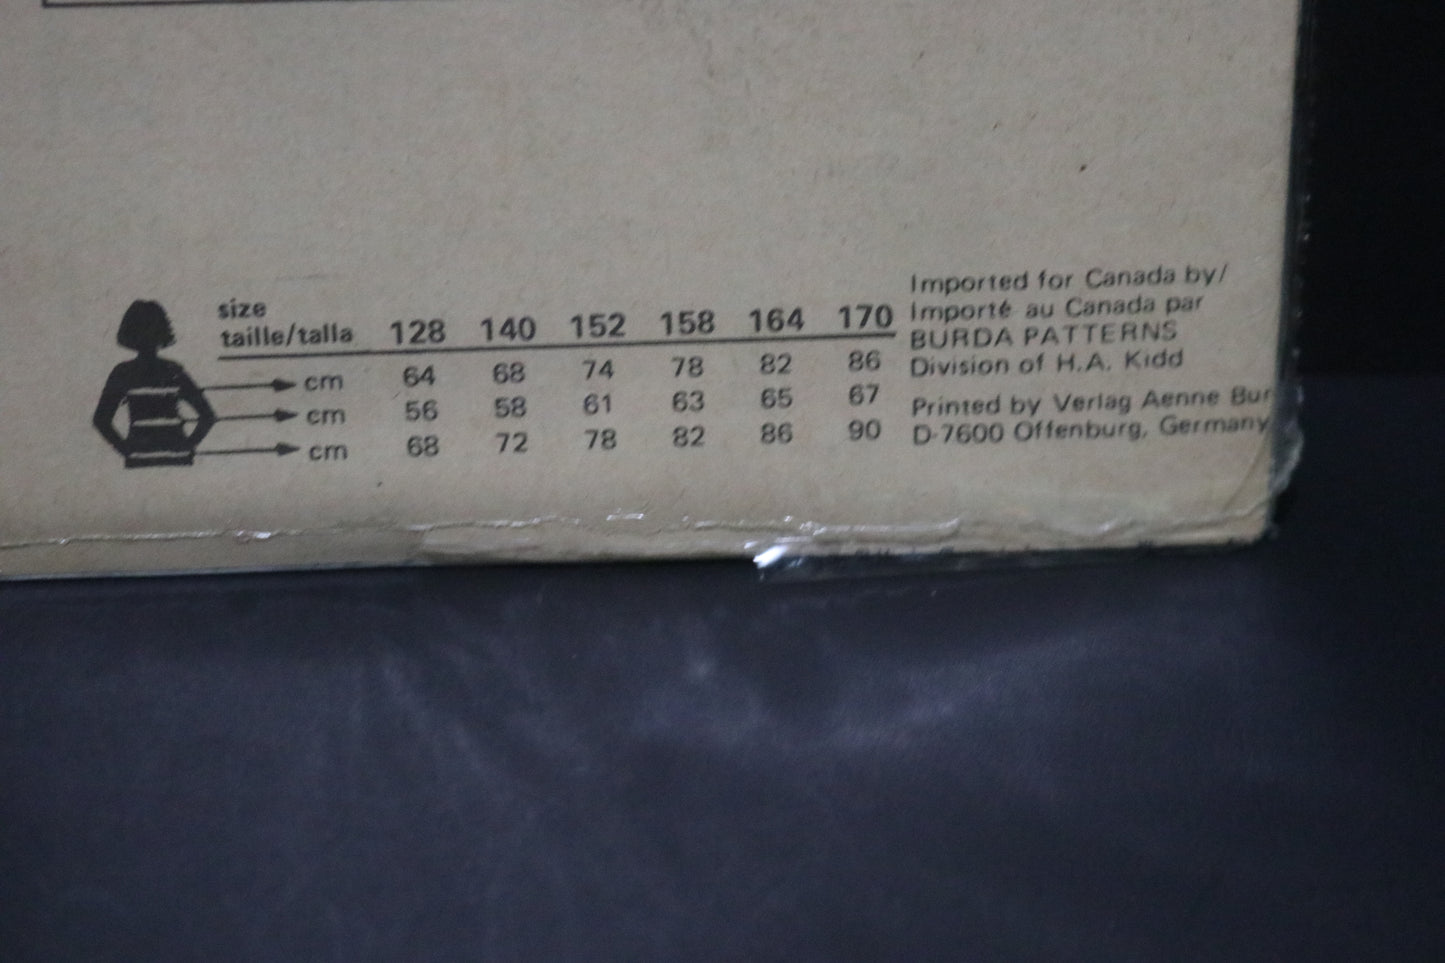 size
taille/talla 128 140 152 158 164 170
cm 64 68 74 78 82 86
cm 56 58 61 63 65 67
cm 68 72 78 82 86 90
Imported for Canada by/
Importé au Canada par
BURDA PATTERNS
Division of H.A. Kidd
Printed by Verlag Aenne Bur
D-7600 Offenburg, Germany